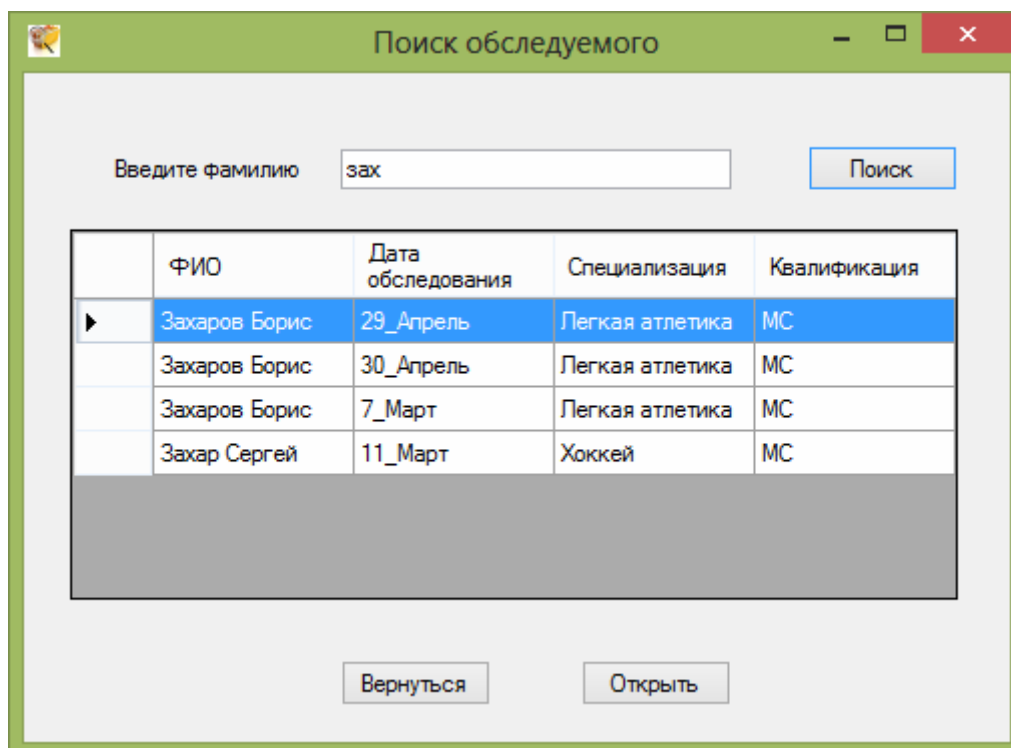 Поиск обследуемого
Введите фамилию зах Поиск
ФИО Дата обследования Специализация Квалификация
Захаров Борис 29_Апрель Легкая атлетика МС
Захаров Борис 30_Апрель Легкая атлетика МС
Захаров Борис 7_Март Легкая атлетика МС
Захар Сергей 11_Март Хоккей МС
Вернуться Открыть